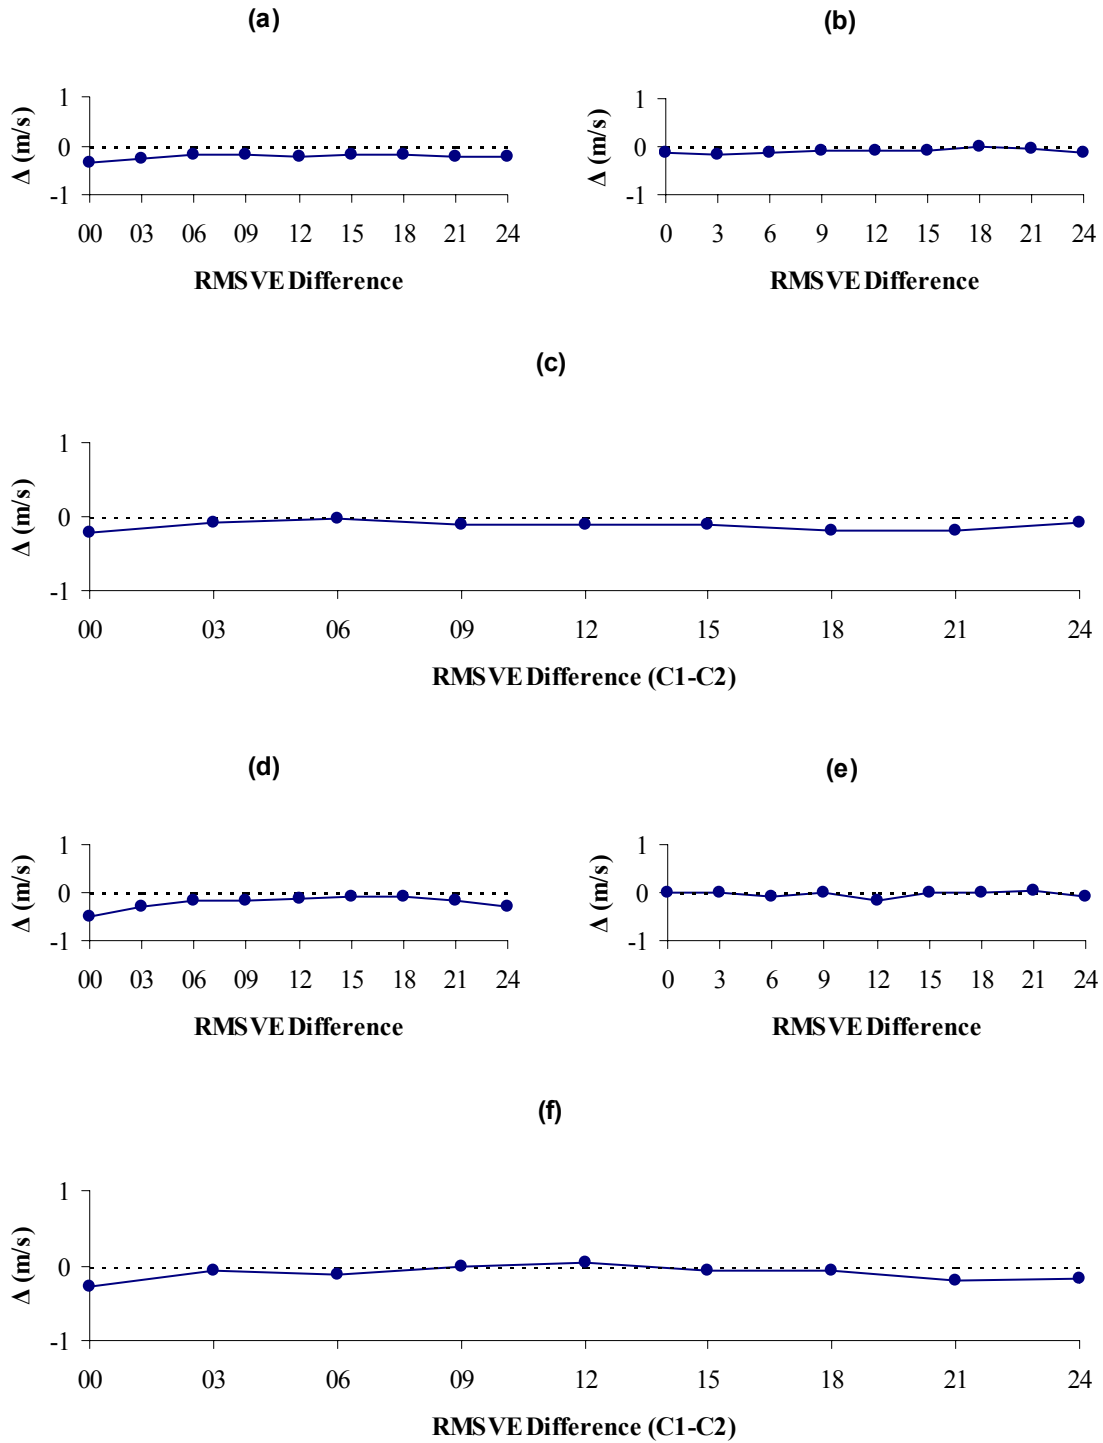 (a)
1
0
-1
Δ (m/s)
00 03 06 09 12 15 18 21 24
RMSVE Difference
(b)
1
0
-1
Δ (m/s)
0 3 6 9 12 15 18 21 24
RMSVE Difference
(c)
1
0
-1
Δ (m/s)
00 03 06 09 12 15 18 21 24
RMSVE Difference (C1-C2)
(d)
1
0
-1
Δ (m/s)
00 03 06 09 12 15 18 21 24
RMSVE Difference
(e)
1
0
-1
Δ (m/s)
0 3 6 9 12 15 18 21 24
RMSVE Difference
(f)
1
0
-1
Δ (m/s)
00 03 06 09 12 15 18 21 24
RMSVE Difference (C1-C2)